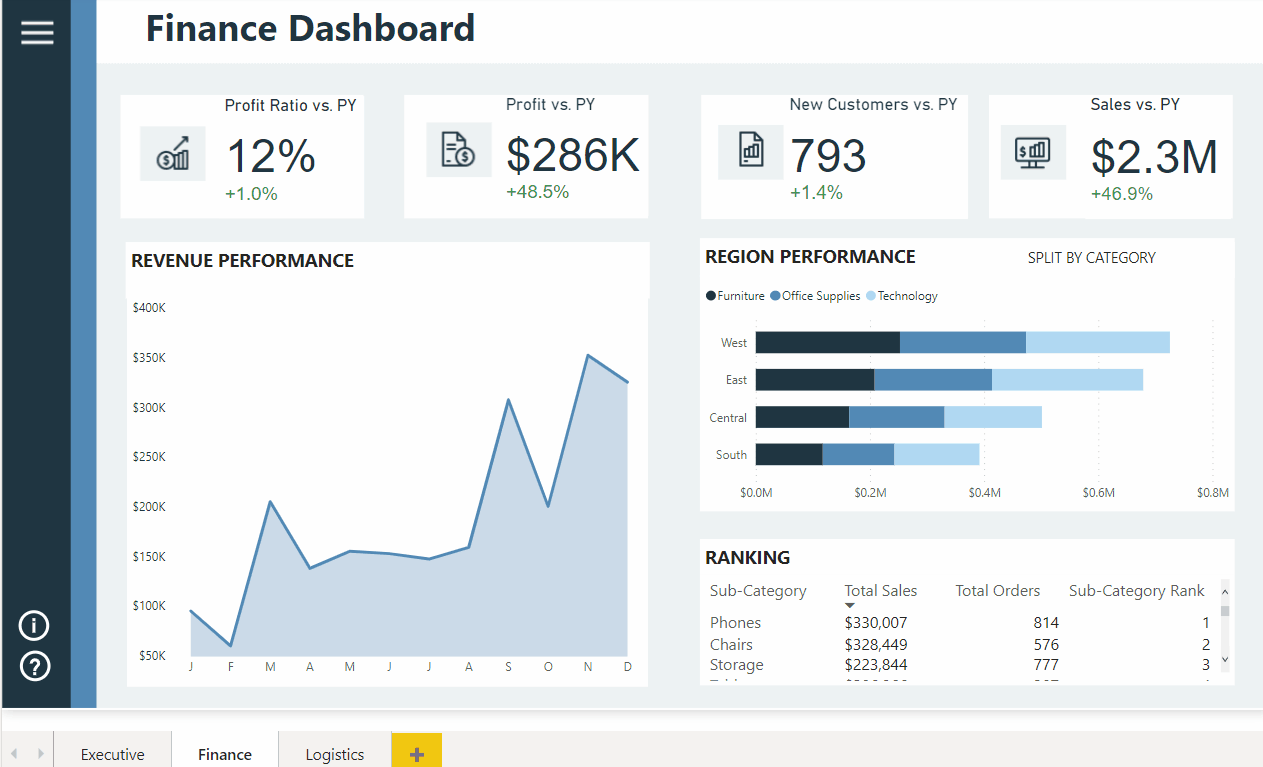 Finance Dashboard
Profit Ratio vs. PY
12%
+1.0%
Profit vs. PY
$286K
+48.5%
New Customers vs. PY
793
+1.4%
Sales vs. PY
$2.3M
+46.9%
REVENUE PERFORMANCE
$400K
$350K
$300K
$250K
$200K
$150K
$100K
$50K
J F M A M J J A S O N D
REGION PERFORMANCE
SPLIT BY CATEGORY
Furniture Office Supplies Technology
West
East
Central
South
$0.0M $0.2M $0.4M $0.6M $0.8M
RANKING
Sub-Category Total Sales Total Orders Sub-Category Rank
Phones $330,007 814 1
Chairs $328,449 576 2
Storage $223,844 777 3
Executive Finance Logistics